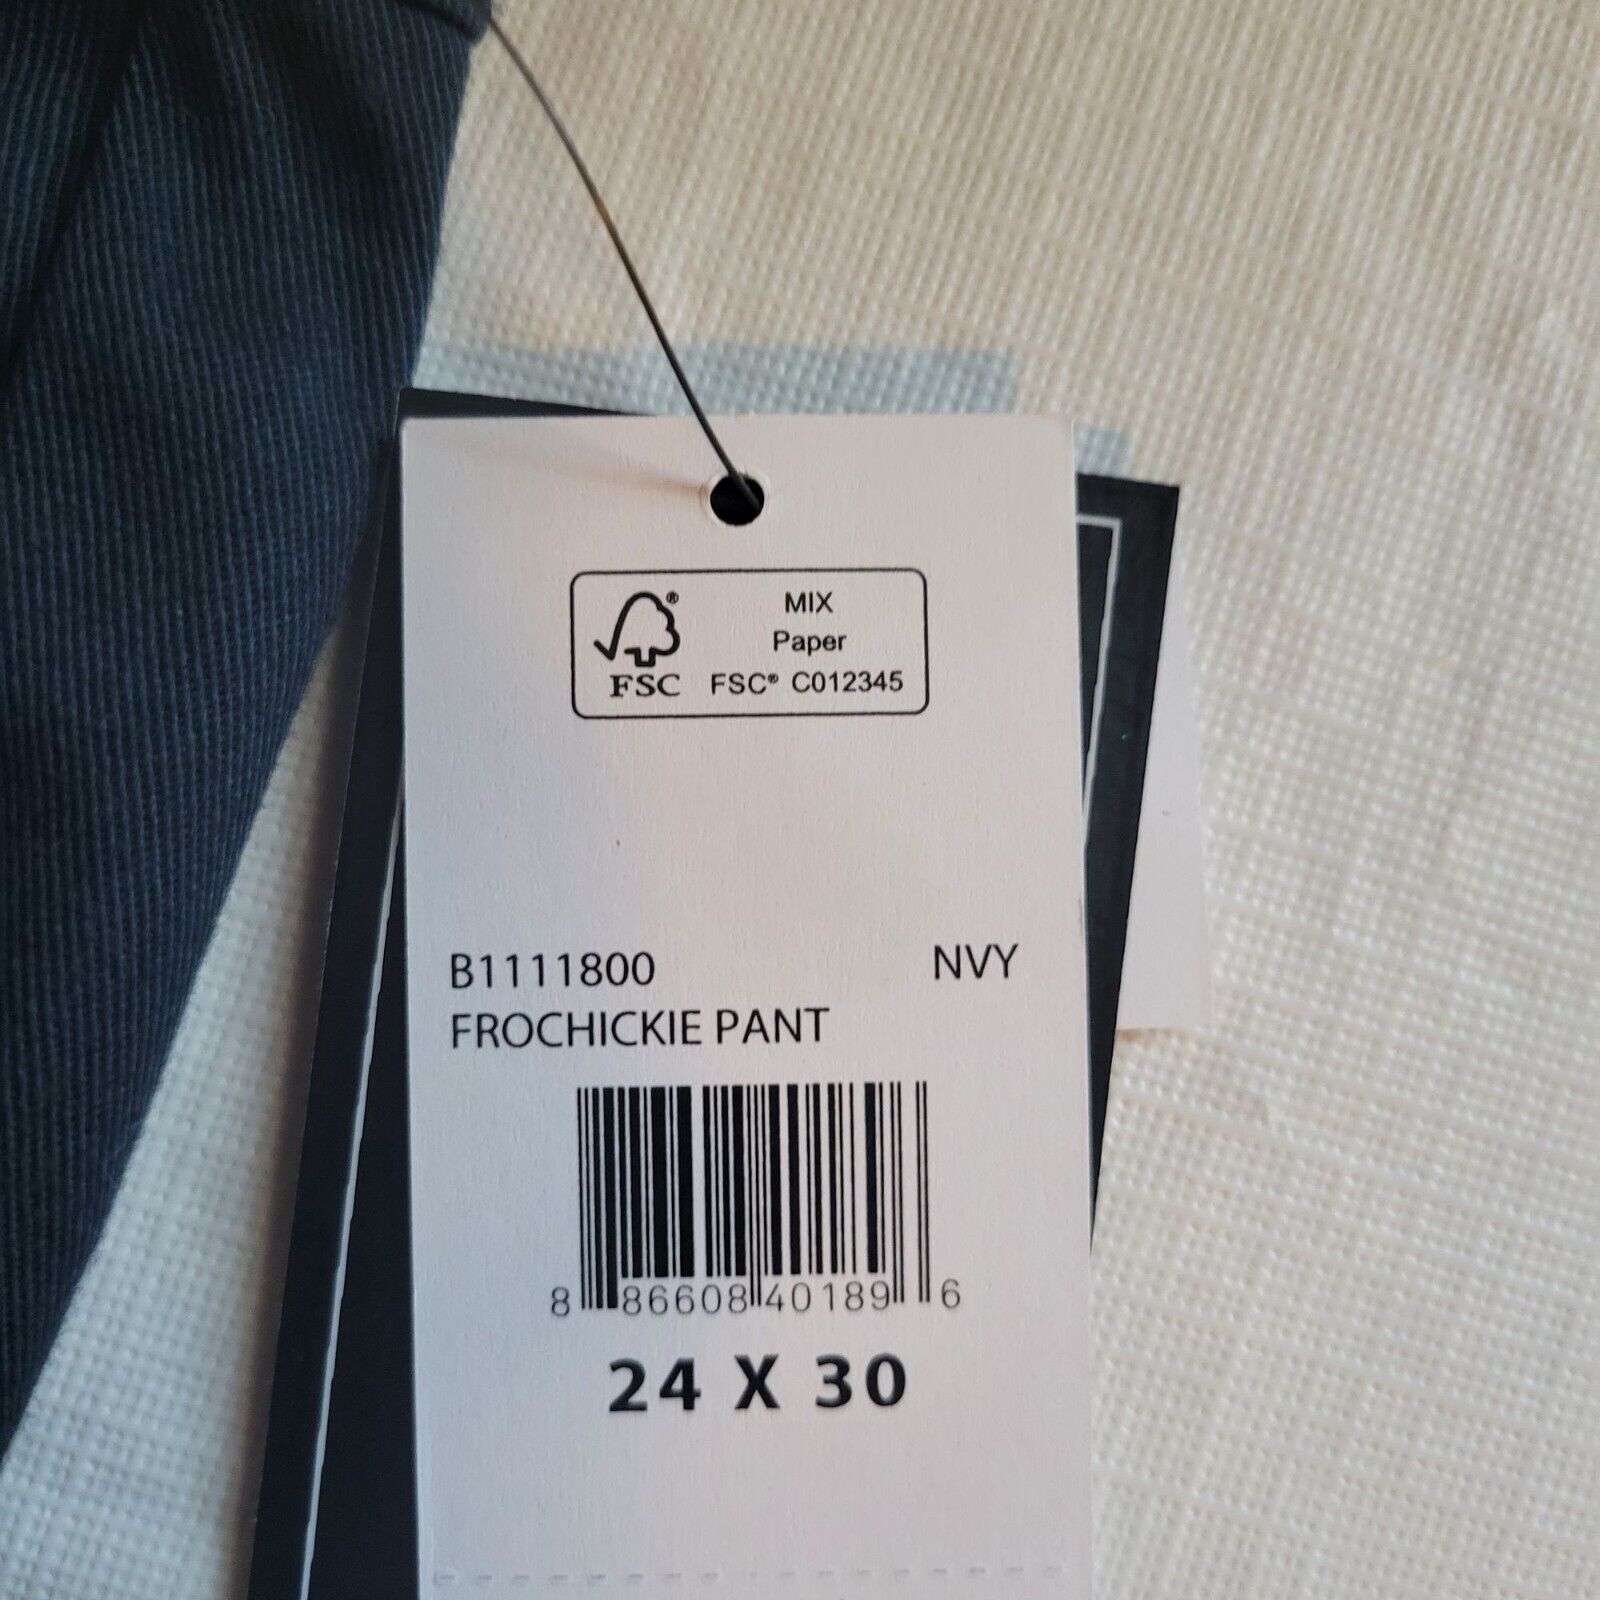 MIX
Paper
FSC® FSC® C012345
B1111800 NVY
FROCHICKIE PANT
8 86608 40189 6
24 X 30